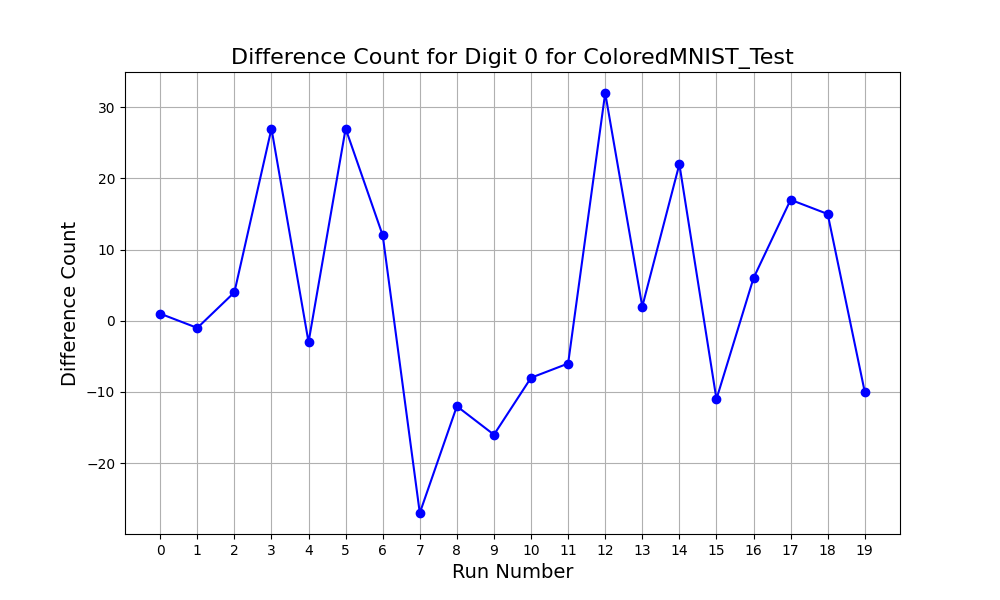 Difference Count for Digit 0 for ColoredMNIST_Test
Difference Count
30
20
10
0
−10
−20
0 1 2 3 4 5 6 7 8 9 10 11 12 13 14 15 16 17 18 19
Run Number